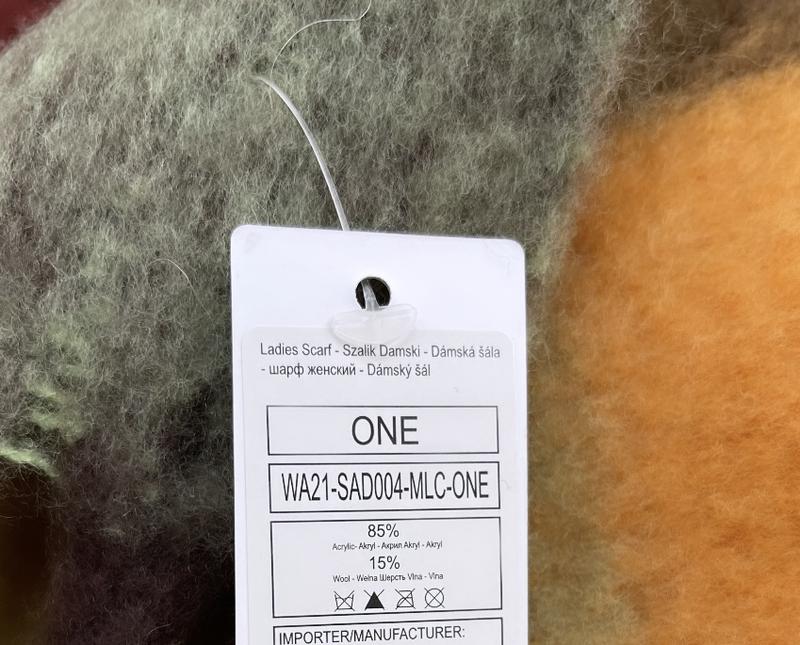 Ladies Scarf - Szalik Damski - Dámská šála
- шарф женский - Dámský šál
ONE
WA21-SAD004-MLC-ONE
85%
Acrylic- Akryl - Акрил Akryl - Akryl
15%
Wool - Wełna Шерсть Vlna - Vlna
IMPORTER/MANUFACTURER: